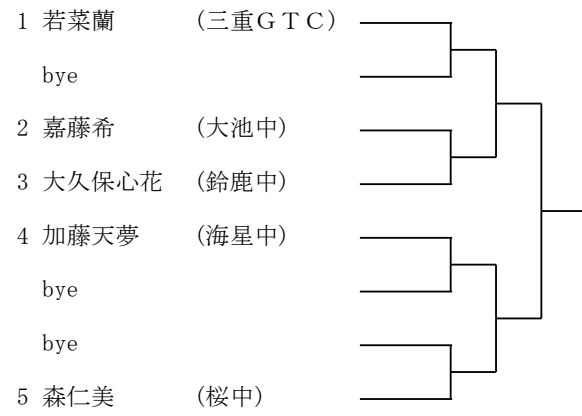 1 若菜蘭 (三重GTC)
bye
2 嘉藤希 (大池中)
3 大久保心花 (鈴鹿中)
4 加藤天夢 (海星中)
bye
bye
5 森仁美 (桜中)